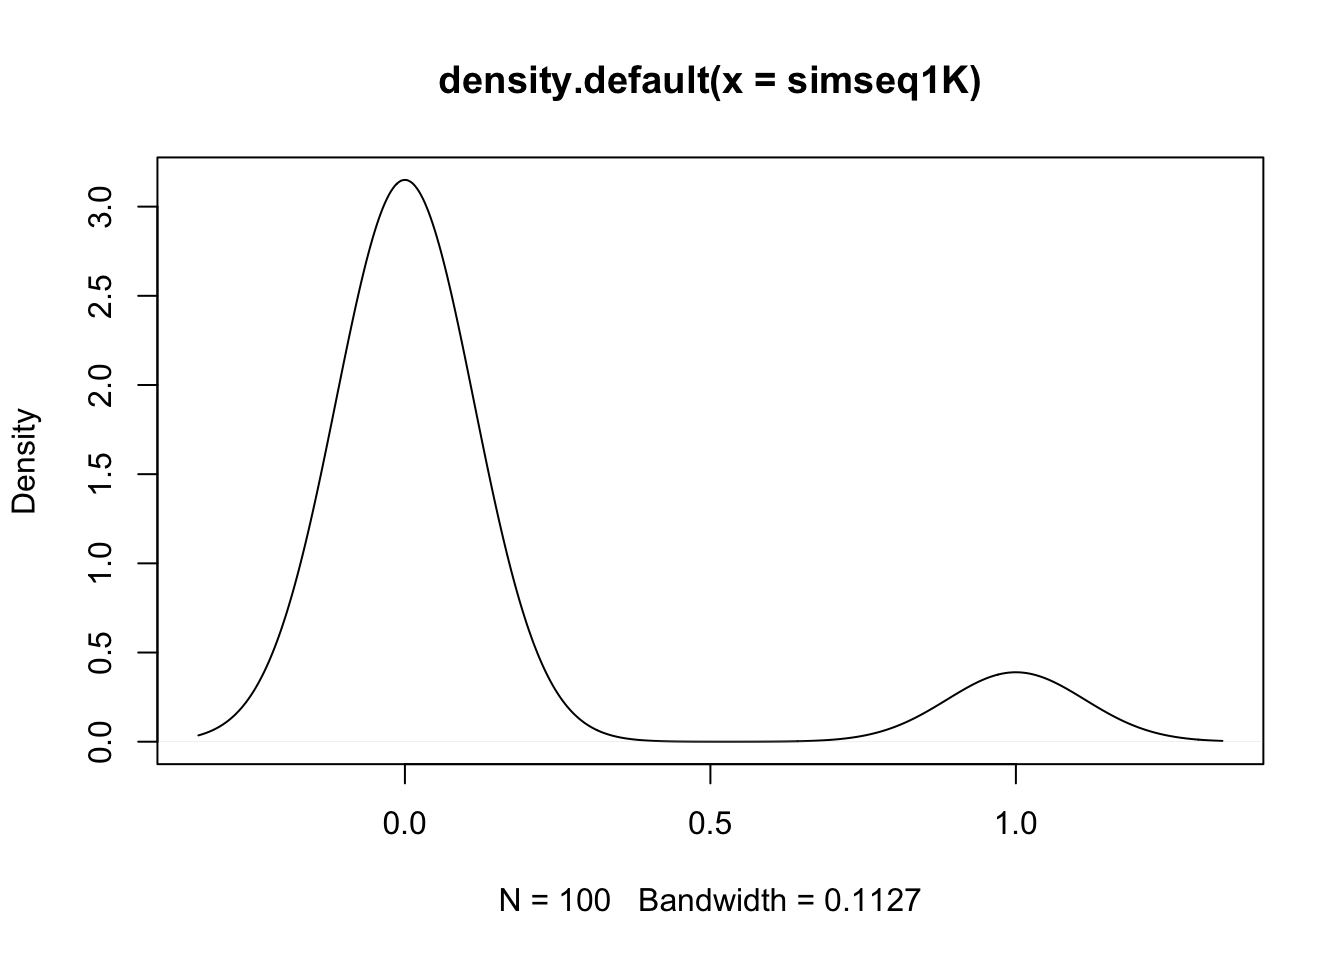 density.default(x = simseq1K)
Density
3.0
2.5
2.0
1.5
1.0
0.5
0.0
0.0 0.5 1.0
N = 100 Bandwidth = 0.1127